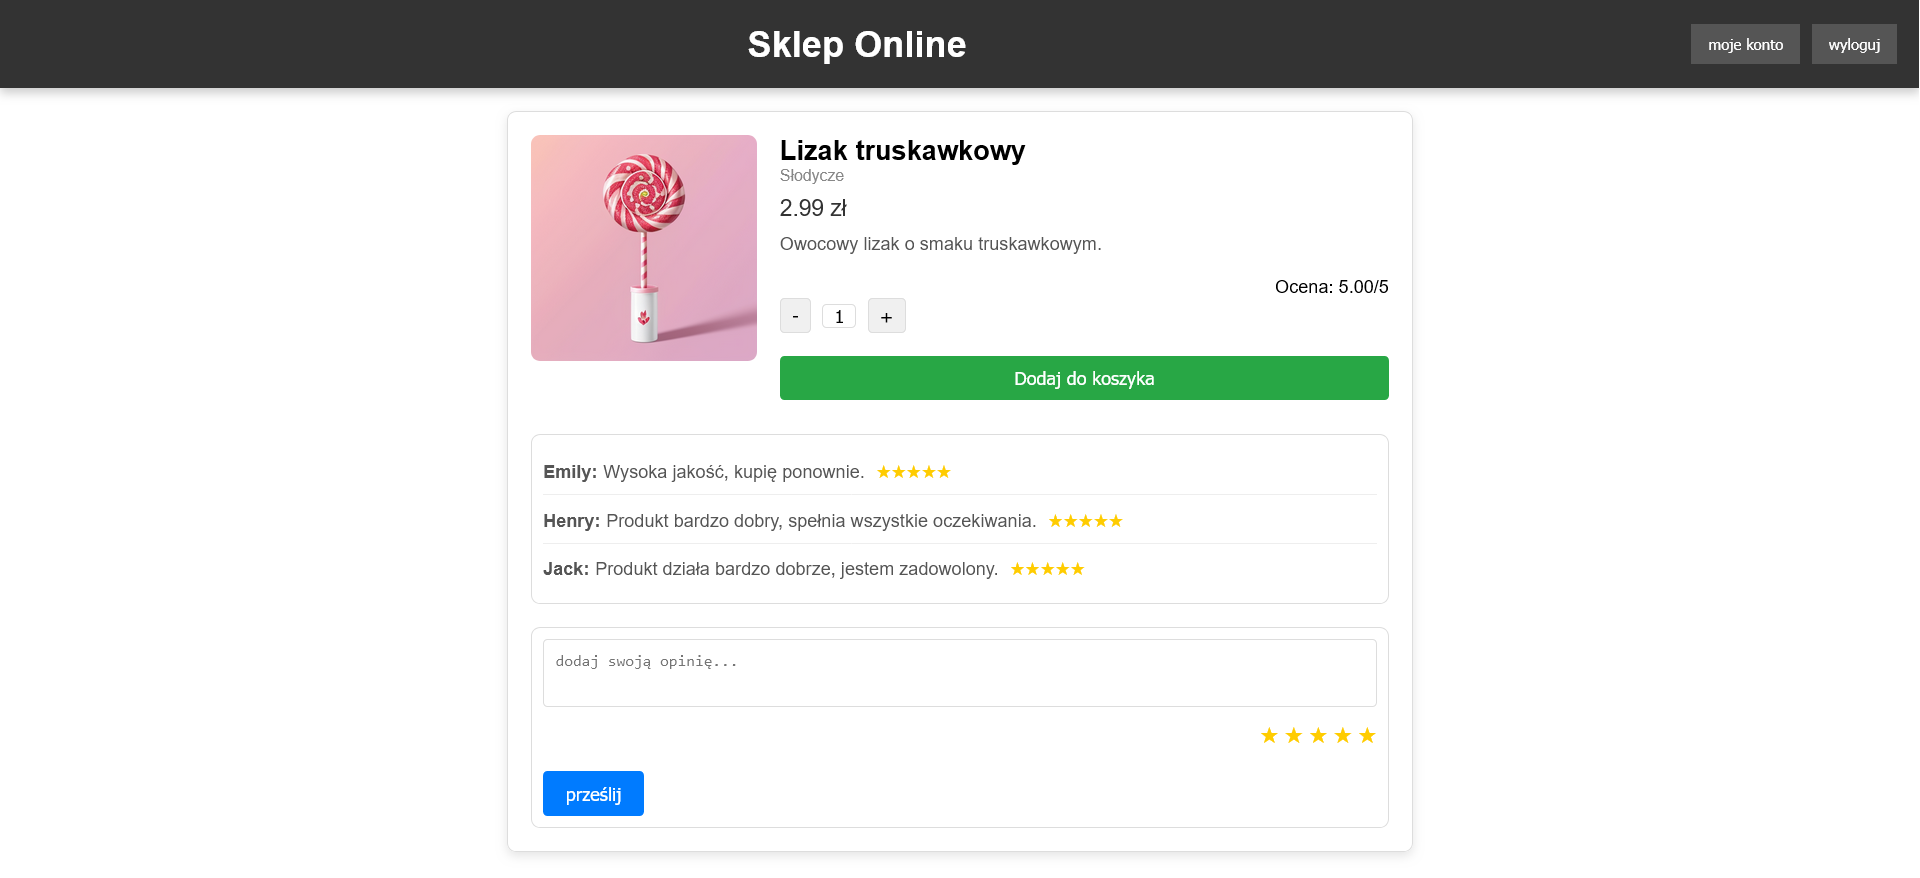 Sklep Online
moje konto
wyloguj
Lizak truskawkowy
Słodycze
2.99 zł
Owocowy lizak o smaku truskawkowym.
Ocena: 5.00/5
- 1 +
Dodaj do koszyka
Emily: Wysoka jakość, kupię ponownie. ★★★★★
Henry: Produkt bardzo dobry, spełnia wszystkie oczekiwania. ★★★★★
Jack: Produkt działa bardzo dobrze, jestem zadowolony. ★★★★★
dodaj swoją opinię...
★ ★ ★ ★ ★
prześlij